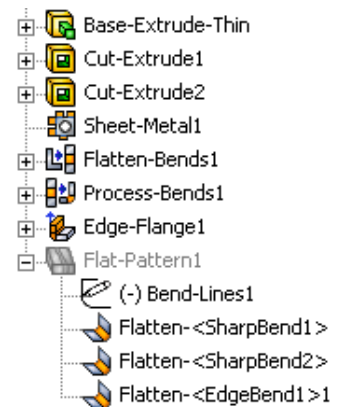 Base-Extrude-Thin
Cut-Extrude1
Cut-Extrude2
Sheet-Metal1
Flatten-Bends1
Process-Bends1
Edge-Flange1
Flat-Pattern1
(-) Bend-Lines1
Flatten-<SharpBend1>
Flatten-<SharpBend2>
Flatten-<EdgeBend1>1